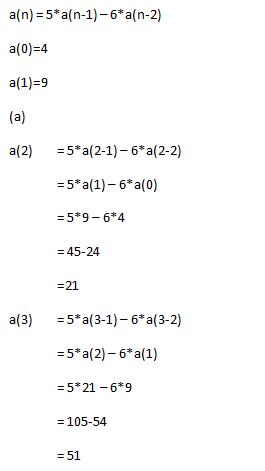 a(n) = 5*a(n-1) – 6*a(n-2)
a(0)=4
a(1)=9
(a)
a(2) = 5*a(2-1) – 6*a(2-2)
= 5*a(1) – 6*a(0)
= 5*9 – 6*4
= 45-24
=21
a(3) = 5*a(3-1) – 6*a(3-2)
= 5*a(2) – 6*a(1)
= 5*21 – 6*9
= 105-54
= 51